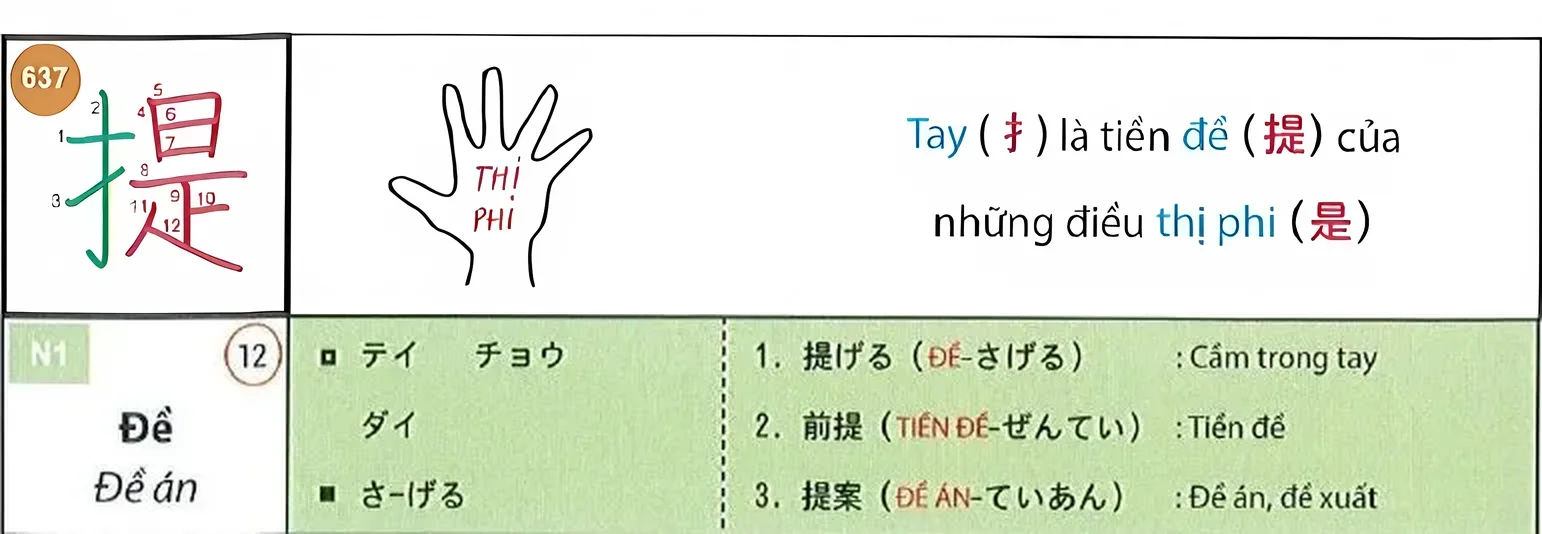 637
提
1
2
3
4
5
6
7
8
9
10
11
12
THỊ
PHI
Tay (扌) là tiền đề (提) của
những điều thị phi (是)
N1
12
Đề
Đề án
テイ チョウ
ダイ
さ-げる
1. 提げる (ĐỀ-さげる) : Cầm trong tay
2. 前提 (TIỀN ĐỀ-ぜんてい) : Tiền đề
3. 提案 (ĐỀ ÁN-ていあん) : Đề án, đề xuất